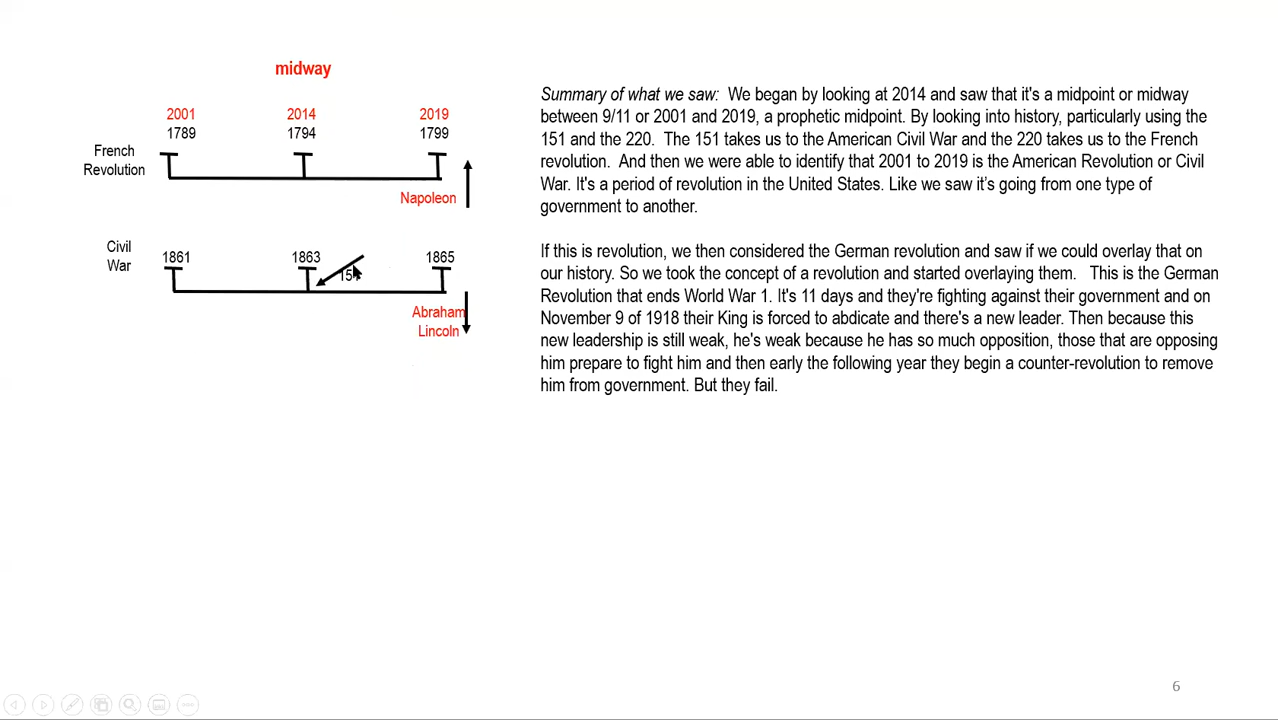 midway
2001 2014 2019
1789 1794 1799
French
Revolution
Napoleon
Civil
War
1861 1863 1865
Abraham
Lincoln
Summary of what we saw: We began by looking at 2014 and saw that it's a midpoint or midway
between 9/11 or 2001 and 2019, a prophetic midpoint. By looking into history, particularly using the
151 and the 220. The 151 takes us to the American Civil War and the 220 takes us to the French
revolution. And then we were able to identify that 2001 to 2019 is the American Revolution or Civil
War. It's a period of revolution in the United States. Like we saw it’s going from one type of
government to another.
If this is revolution, we then considered the German revolution and saw if we could overlay that on
our history. So we took the concept of a revolution and started overlaying them. This is the German
Revolution that ends World War 1. It's 11 days and they're fighting against their government and on
November 9 of 1918 their King is forced to abdicate and there's a new leader. Then because this
new leadership is still weak, he's weak because he has so much opposition, those that are opposing
him prepare to fight him and then early the following year they begin a counter-revolution to remove
him from government. But they fail.
6